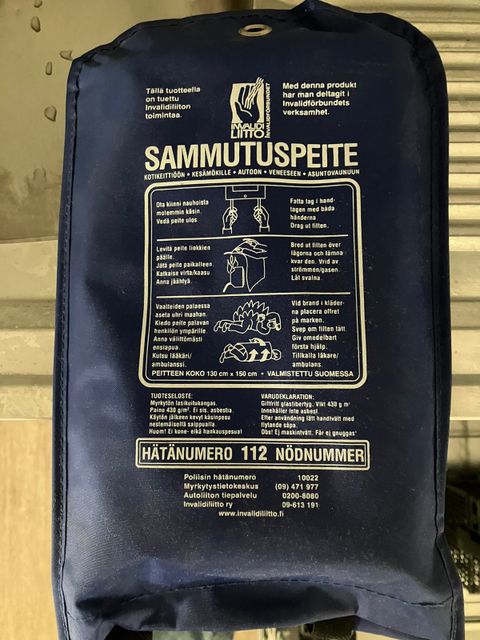 Tällä tuotteella
on tuettu
Invalidiliiton
toimintaa.
INVALIDI
LIITTO
INVALIDFÖRBUNDET
Med denna produkt
har man deltagit i
Invalidförbundets
verksamhet.
SAMMUTUSPEITE
KOTIKEITTIÖÖN • KESÄMÖKILLE • AUTOON • VENEESEEN • ASUNTOVAUNUUN
Ota kiinni nauhoista
molemmin käsin.
Vedä peite ulos.
Fatta tag i hand-
tagen med båda
händerna.
Drag ut filten.
Levitä peite liekkien
päälle.
Jätä peite paikalleen.
Katkaise virta/kaasu
Anna jäähtyä.
Bred ut filten över
lågorna och lämna
kvar den. Vrid av
strömmen/gasen.
Låt svalna.
Vaatteiden palaessa
aseta uhri maahan.
Kiedo peite palavan
henkilön ympärille.
Anna välittömästi
ensiapua.
Kutsu lääkäri/
ambulanssi.
Vid brand i kläder-
na placera offret
på marken.
Svep om filten tätt.
Giv omedelbart
första hjälp.
Tillkalla läkare/
ambulans.
PEITTEEN KOKO 130 cm x 150 cm • VALMISTETTU SUOMESSA
TUOTESELOSTE:
Myrkytön lasikuitukangas.
Paino 430 g/m². Ei sis. asbestia.
Käytön jälkeen kevyt käsinpesu
nestemäisellä saippualla.
Huom! Ei kone- eikä hankauspesua!
VARUDEKLARATION:
Giftfritt glasfibertyg. Vikt 430 g m²
Innehåller inte asbest.
Efter användning lätt handtvätt med
flytande såpa.
Obs! Ej maskintvätt. Får ej gnuggas
HÄTÄNUMERO 112 NÖDNUMMER
Poliisin hätänumero 10022
Myrkytystietokeskus (09) 471 977
Autoliiton tiepalvelu 0200-8080
Invalidiliitto ry 09-613 191
www.invalidiliitto.fi